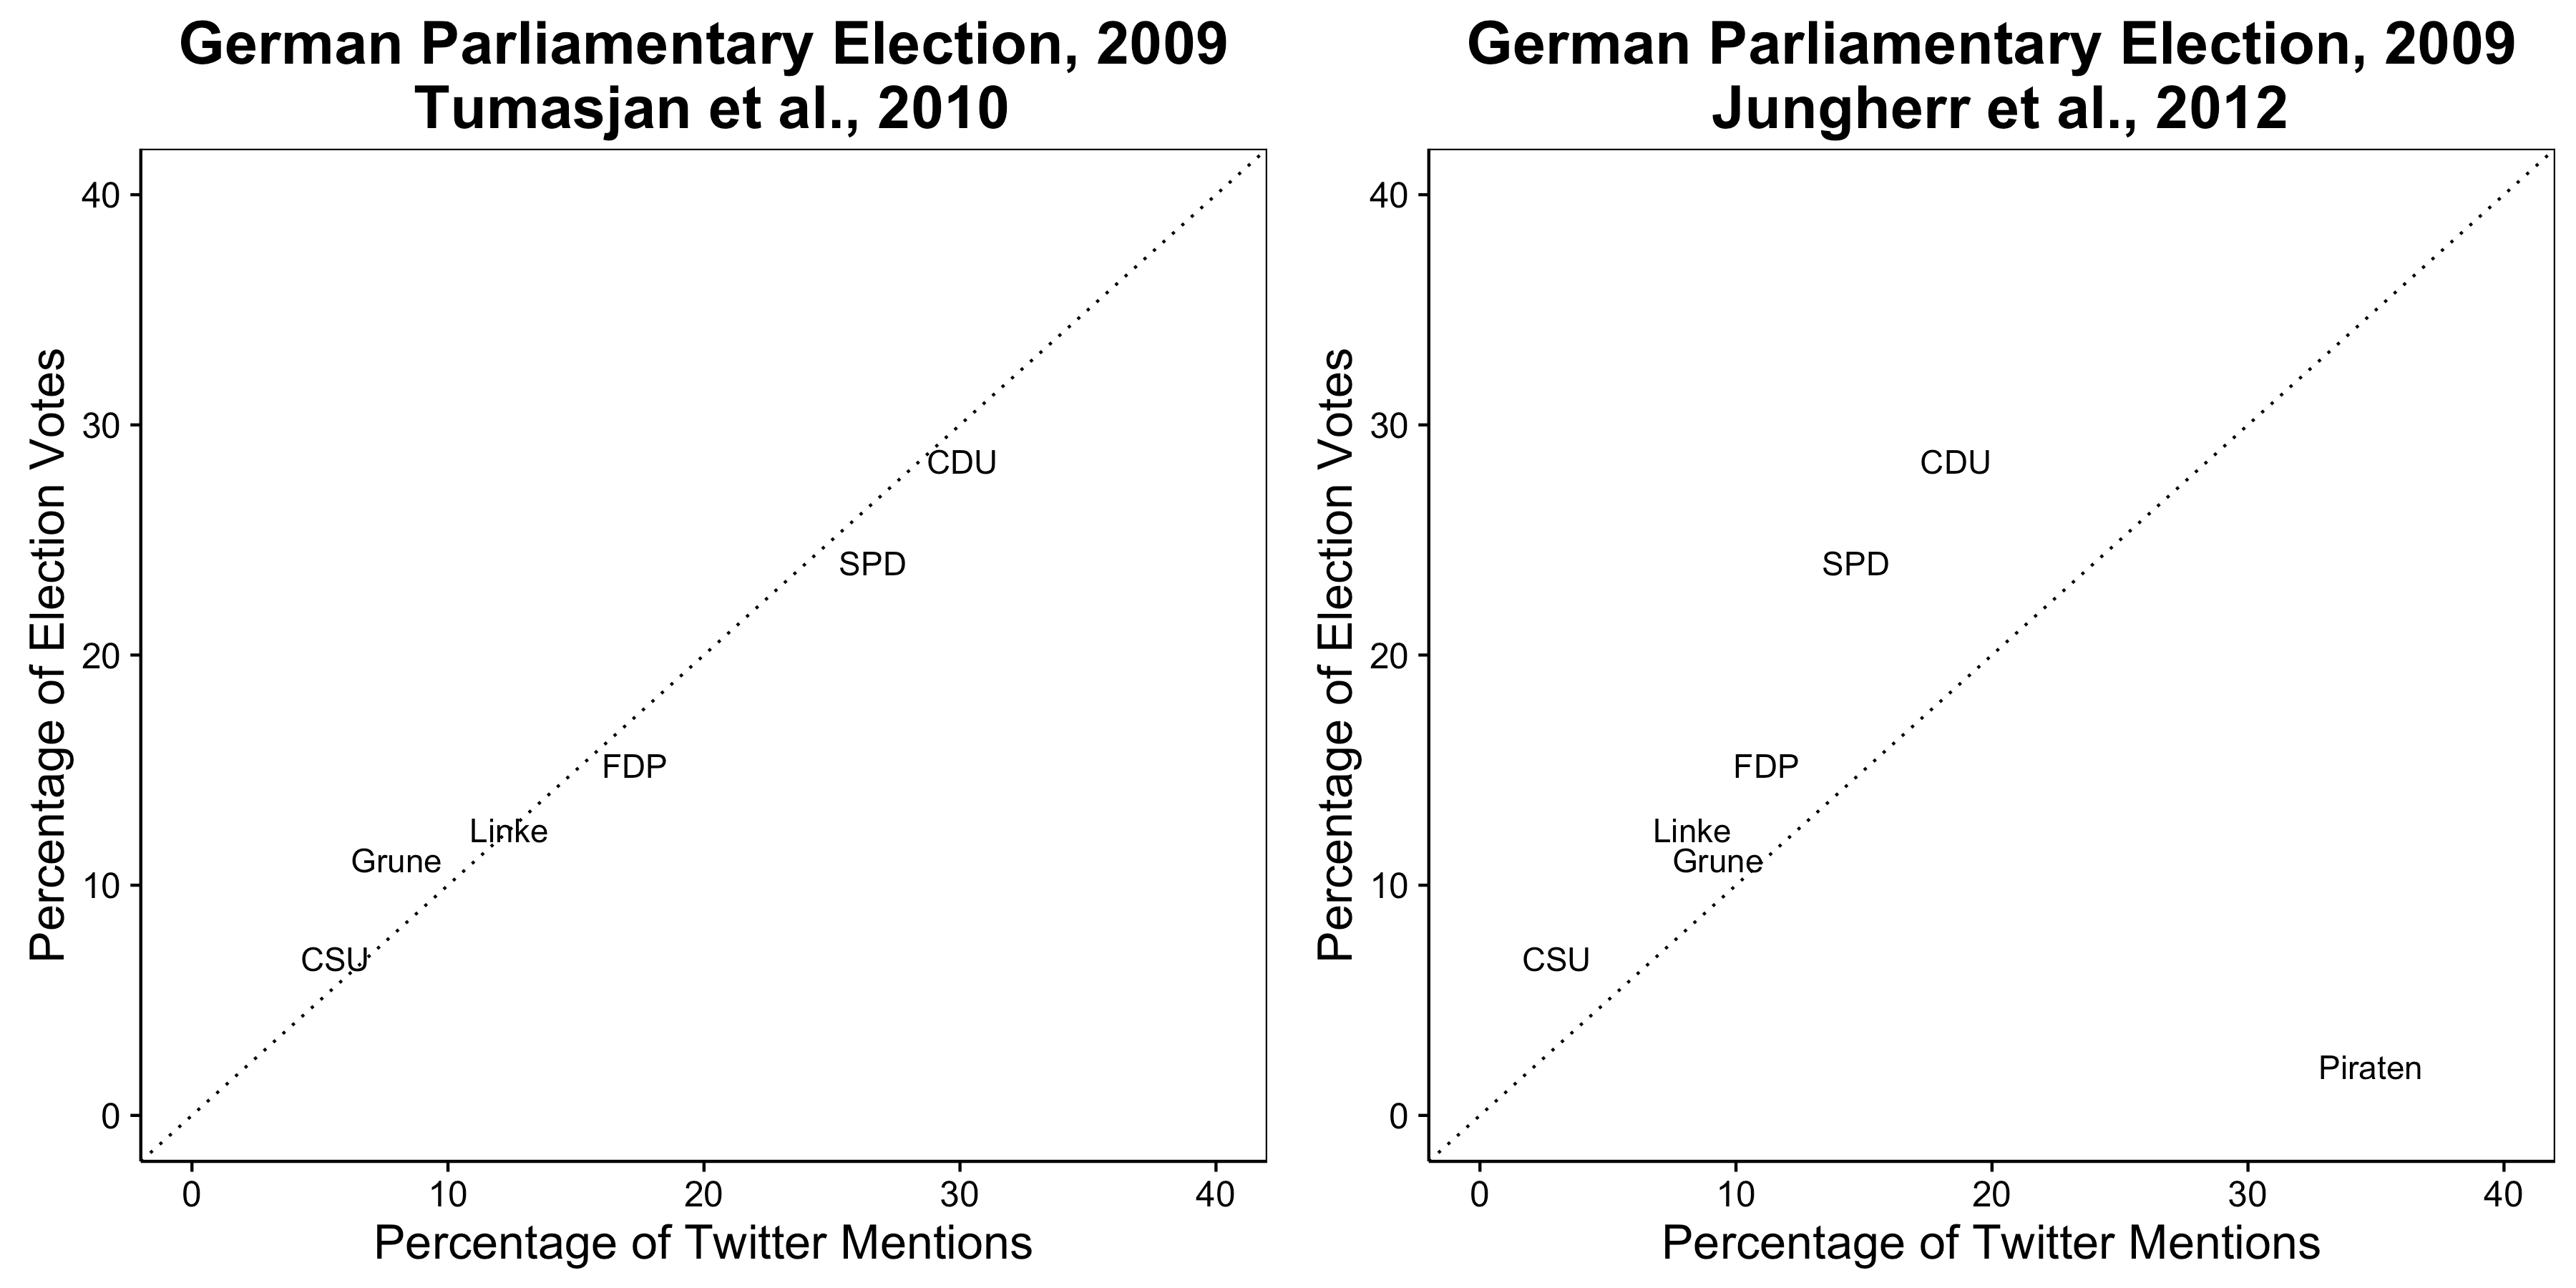 German Parliamentary Election, 2009
Tumasjan et al., 2010
Percentage of Election Votes
40
30
20
10
0
CDU
SPD
FDP
Linke
Grune
CSU
0 10 20 30 40
Percentage of Twitter Mentions
German Parliamentary Election, 2009
Jungherr et al., 2012
Percentage of Election Votes
40
30
20
10
0
CDU
SPD
FDP
Linke
Grune
CSU
Piraten
0 10 20 30 40
Percentage of Twitter Mentions